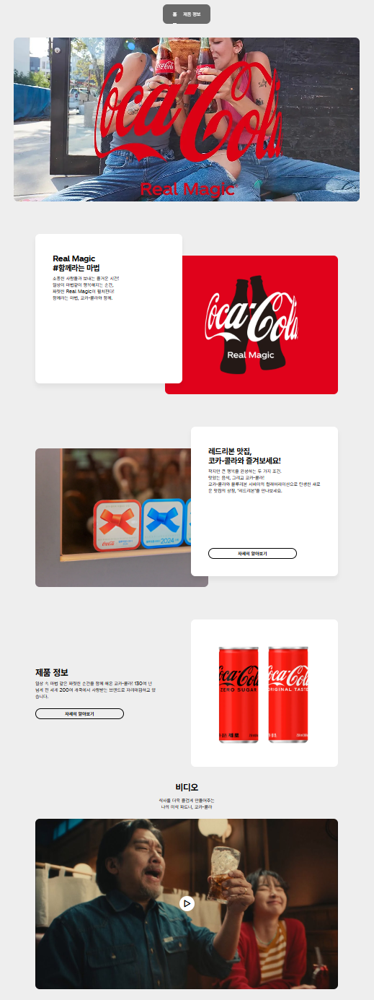 홈 제품 정보
Coca-Cola
Real Magic
Real Magic
#함께라는 마법
소중한 사람들과 보내는 즐거운 시간!
일상이 마법같이 행복해지는 순간,
짜릿한 Real Magic이 펼쳐진다!
함께라는 마법, 코카-콜라와 함께.
Coca-Cola
Real Magic
레드리본 맛집,
코카-콜라와 즐겨보세요!
작지만 큰 행복을 완성하는 두 가지 조건.
맛있는 음식, 그리고 코카-콜라!
코카-콜라와 블루리본 서베이의 컬래버레이션으로 탄생한 새로
운 맛집의 상징, '레드리본'을 만나보세요.
2024
자세히 알아보기
제품 정보
일상 속 마법 같은 짜릿한 순간을 함께 해온 코카-콜라! 130여 년
넘게 전 세계 200여 개국에서 사랑받는 브랜드로 자리매김하고 있
습니다.
자세히 알아보기
Coca-Cola
ZERO SUGAR
Coca-Cola
ORIGINAL TASTE
비디오
식사를 더욱 즐겁게 만들어주는
나의 미식 파트너, 코카-콜라